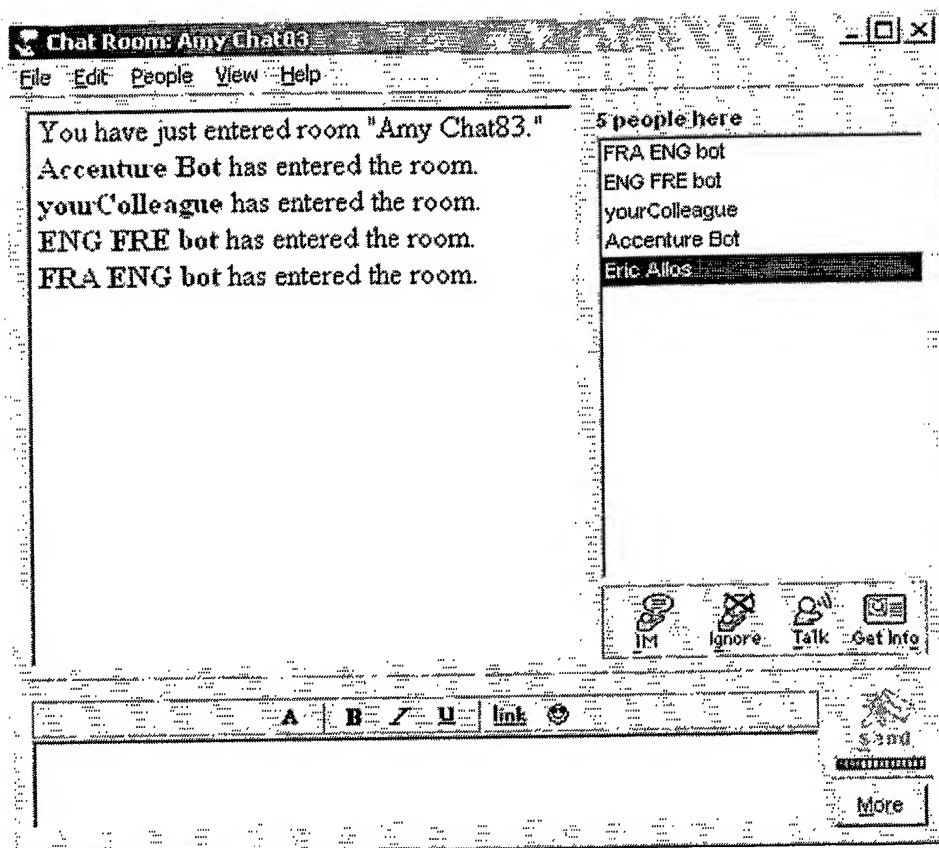 Chat Room: Amy Chat83
File Edit People View Help
You have just entered room "Amy Chat83."
Accenture Bot has entered the room.
yourColleague has entered the room.
ENG FRE bot has entered the room.
FRA ENG bot has entered the room.
5 people here
FRA ENG bot
ENG FRE bot
yourColleague
Accenture Bot
Eric Allos
IM Ignore Talk Get Info
A B I U link
Send
More